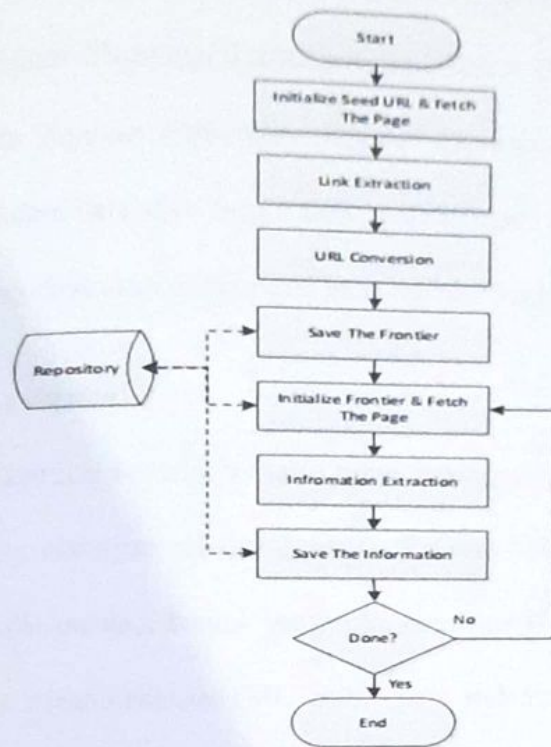 Start
Initialize Seed URL & Fetch
The Page
Link Extraction
URL Conversion
Save The Frontier
Repository
Initialize Frontier & Fetch
The Page
Infromation Extraction
Save The Information
Done?
No
Yes
End